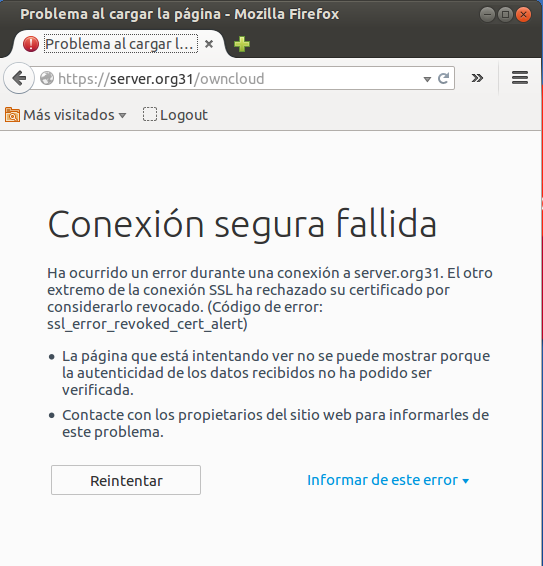 Problema al cargar la página - Mozilla Firefox
Problema al cargar l...
https://server.org31/owncloud
Más visitados
Logout
Conexión segura fallida
Ha ocurrido un error durante una conexión a server.org31. El otro
extremo de la conexión SSL ha rechazado su certificado por
considerarlo revocado. (Código de error:
ssl_error_revoked_cert_alert)
• La página que está intentando ver no se puede mostrar porque
la autenticidad de los datos recibidos no ha podido ser
verificada.
• Contacte con los propietarios del sitio web para informarles de
este problema.
Reintentar
Informar de este error